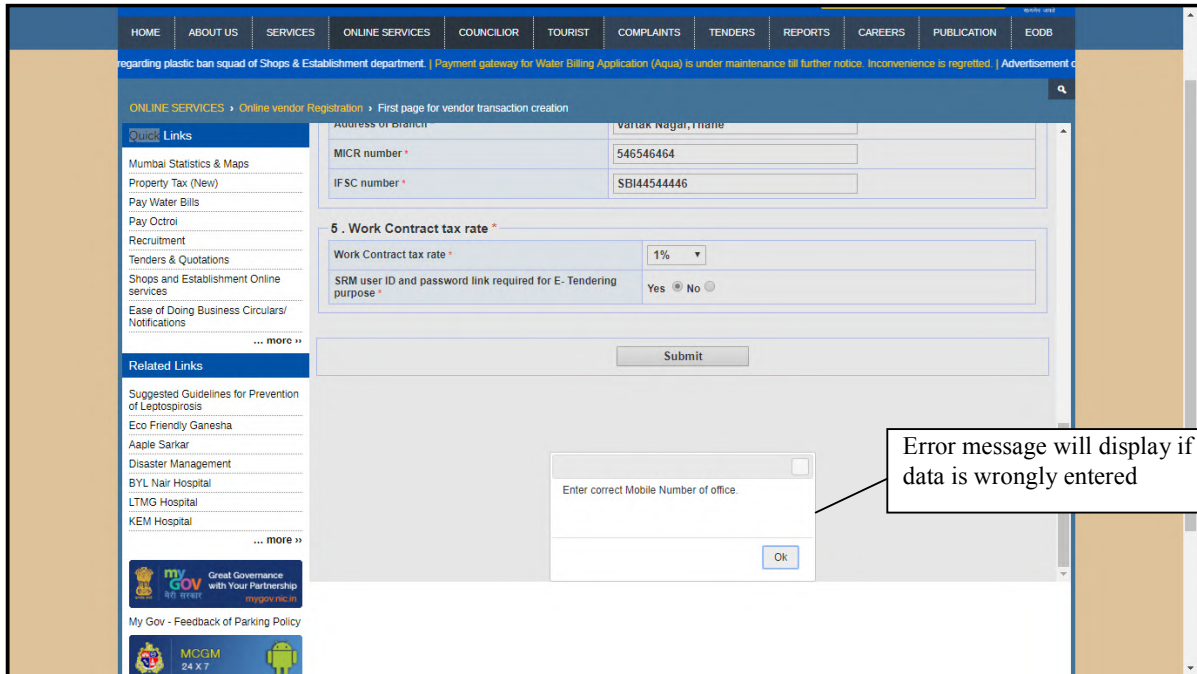 HOME ABOUT US SERVICES ONLINE SERVICES COUNCILIOR TOURIST COMPLAINTS TENDERS REPORTS CAREERS PUBLICATION EODB
regarding plastic ban squad of Shops & Establishment department. | Payment gateway for Water Billing Application (Aqua) is under maintenance till further notice. Inconvenience is regretted. | Advertisement
ONLINE SERVICES › Online vendor Registration › First page for vendor transaction creation
Quick Links
Mumbai Statistics & Maps
Property Tax (New)
Pay Water Bills
Pay Octroi
Recruitment
Tenders & Quotations
Shops and Establishment Online
services
Ease of Doing Business Circulars/
Notifications
... more ››
Related Links
Suggested Guidelines for Prevention
of Leptospirosis
Eco Friendly Ganesha
Aaple Sarkar
Disaster Management
BYL Nair Hospital
LTMG Hospital
KEM Hospital
... more ››
my GOV
मेरी सरकार
Great Governance
with Your Partnership
mygov.nic.in
My Gov - Feedback of Parking Policy
MCGM
24 X 7
Address of Branch * Vartak Nagar,Thane
MICR number * 546546464
IFSC number * SBI44544446
5 . Work Contract tax rate *
Work Contract tax rate * 1%
SRM user ID and password link required for E- Tendering
purpose * Yes No
Submit
Enter correct Mobile Number of office.
Ok
Error message will display if
data is wrongly entered